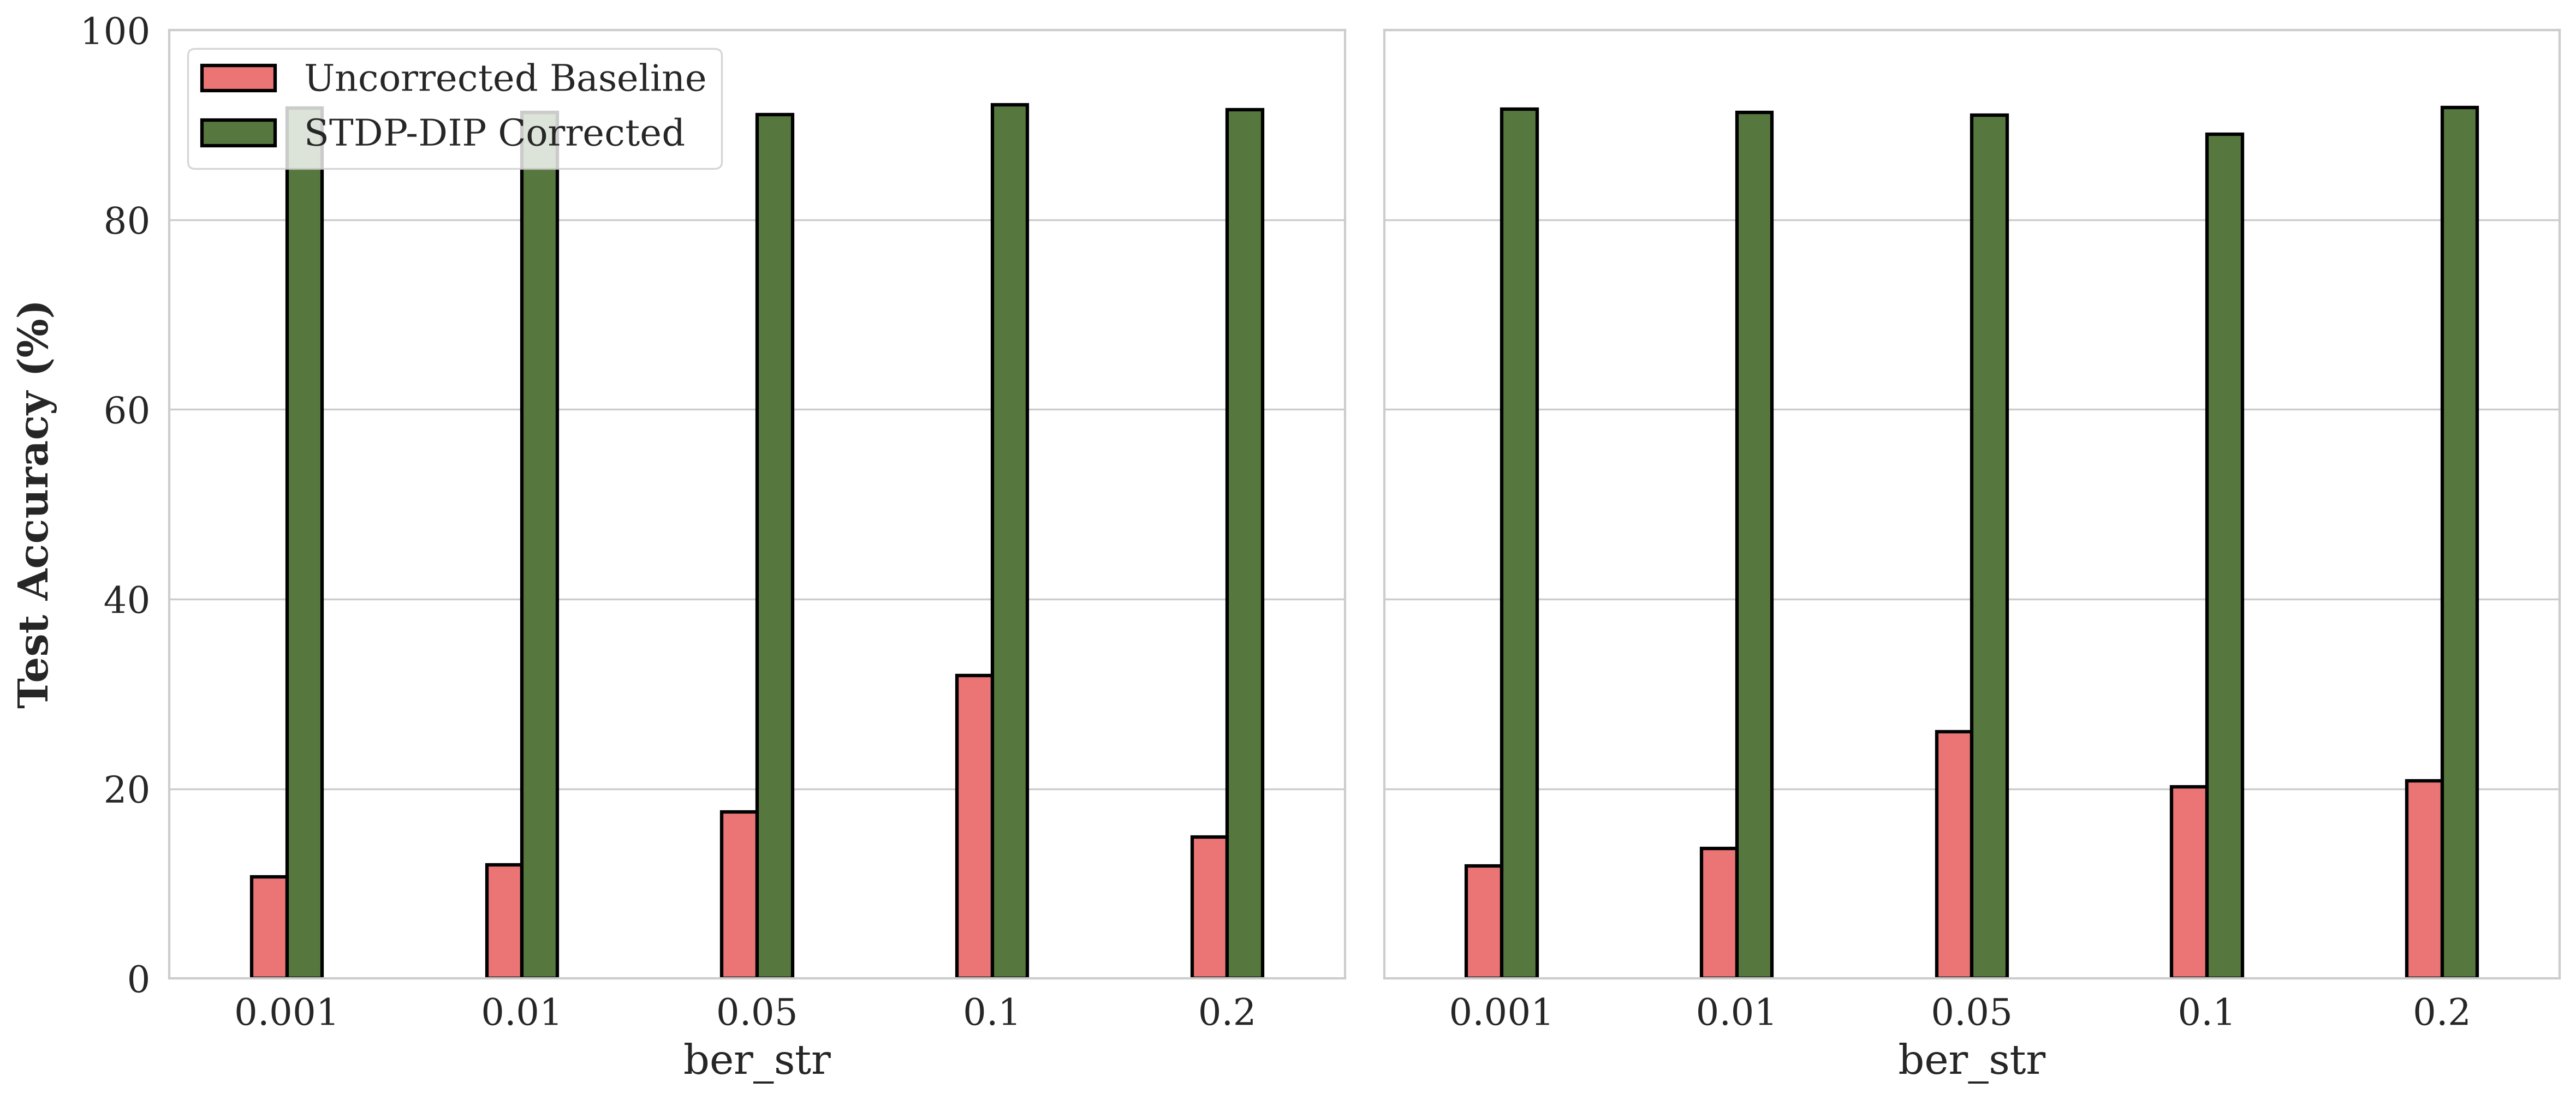 Test Accuracy (%)
100
80
60
40
20
0
Uncorrected Baseline
STDP-DIP Corrected
0.001 0.01 0.05 0.1 0.2
ber_str
0.001 0.01 0.05 0.1 0.2
ber_str